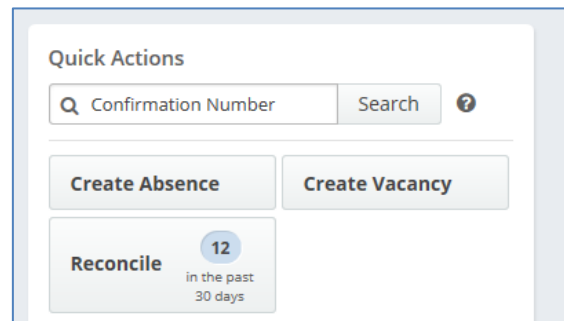 Quick Actions
Confirmation Number Search
Create Absence Create Vacancy
Reconcile 12
in the past
30 days